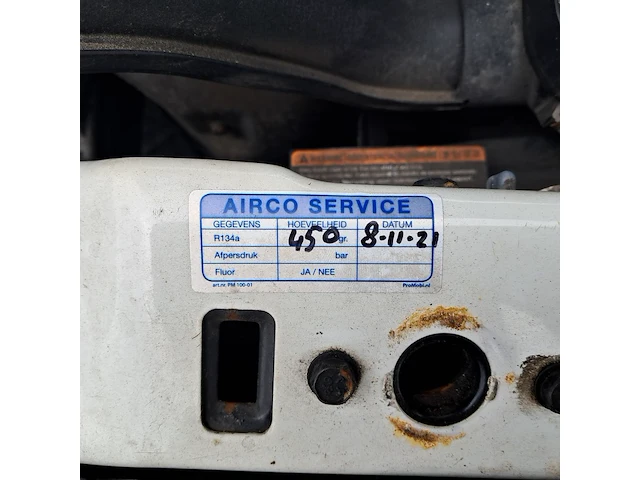 AIRCO SERVICE
GEGEVENS HOEVEELHEID DATUM
R134a 450 gr. 8-11-21
Afpersdruk bar
Fluor JA / NEE
art.nr. PM 100-01 ProMobi.nl